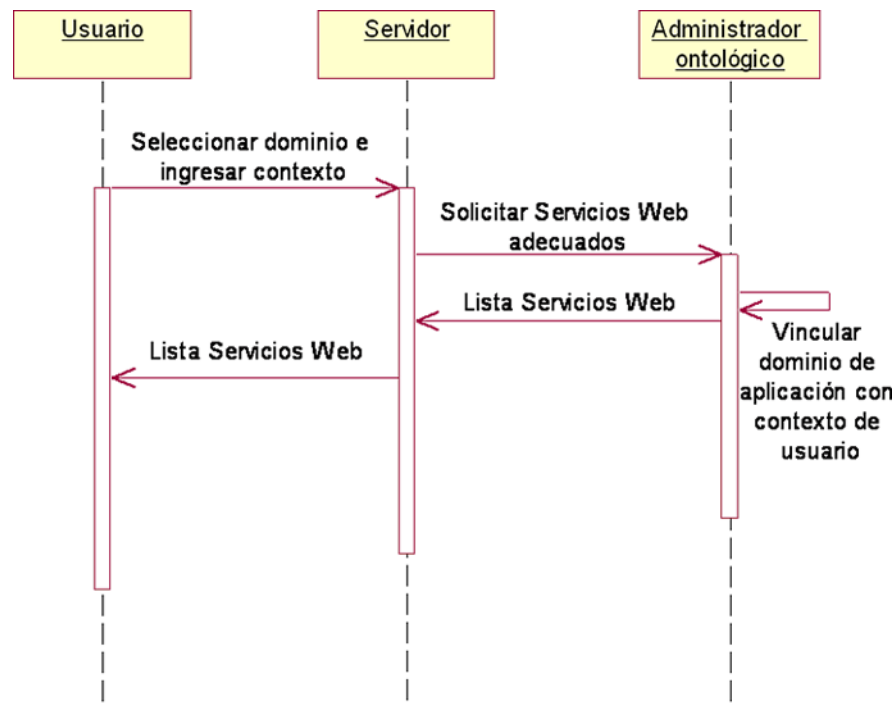 Usuario
Servidor
Administrador
ontológico
Seleccionar dominio e
ingresar contexto
Solicitar Servicios Web
adecuados
Lista Servicios Web
Vincular
dominio de
aplicación con
contexto de
usuario
Lista Servicios Web